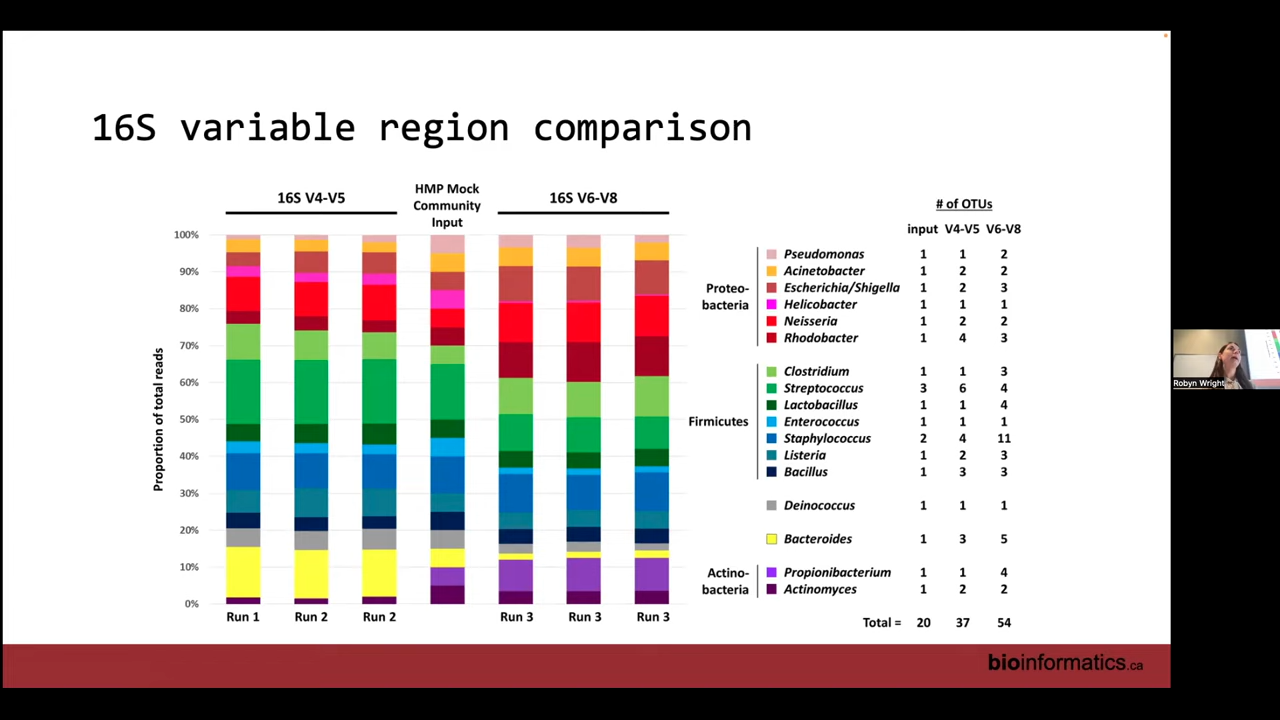 16S variable region comparison
16S V4-V5
HMP Mock
Community
Input
16S V6-V8
# of OTUs
input V4-V5 V6-V8
Proportion of total reads
100%
90%
80%
70%
60%
50%
40%
30%
20%
10%
0%
Run 1
Run 2
Run 2
Run 3
Run 3
Run 3
Proteo-
bacteria
Pseudomonas 1 1 2
Acinetobacter 1 2 2
Escherichia/Shigella 1 2 3
Helicobacter 1 1 1
Neisseria 1 2 2
Rhodobacter 1 4 3
Firmicutes
Clostridium 1 1 3
Streptococcus 3 6 4
Lactobacillus 1 1 4
Enterococcus 1 1 1
Staphylococcus 2 4 11
Listeria 1 2 3
Bacillus 1 3 3
Deinococcus 1 1 1
Bacteroides 1 3 5
Actino-
bacteria
Propionibacterium 1 1 4
Actinomyces 1 2 2
Total = 20 37 54
bioinformatics.ca
Robyn Wright